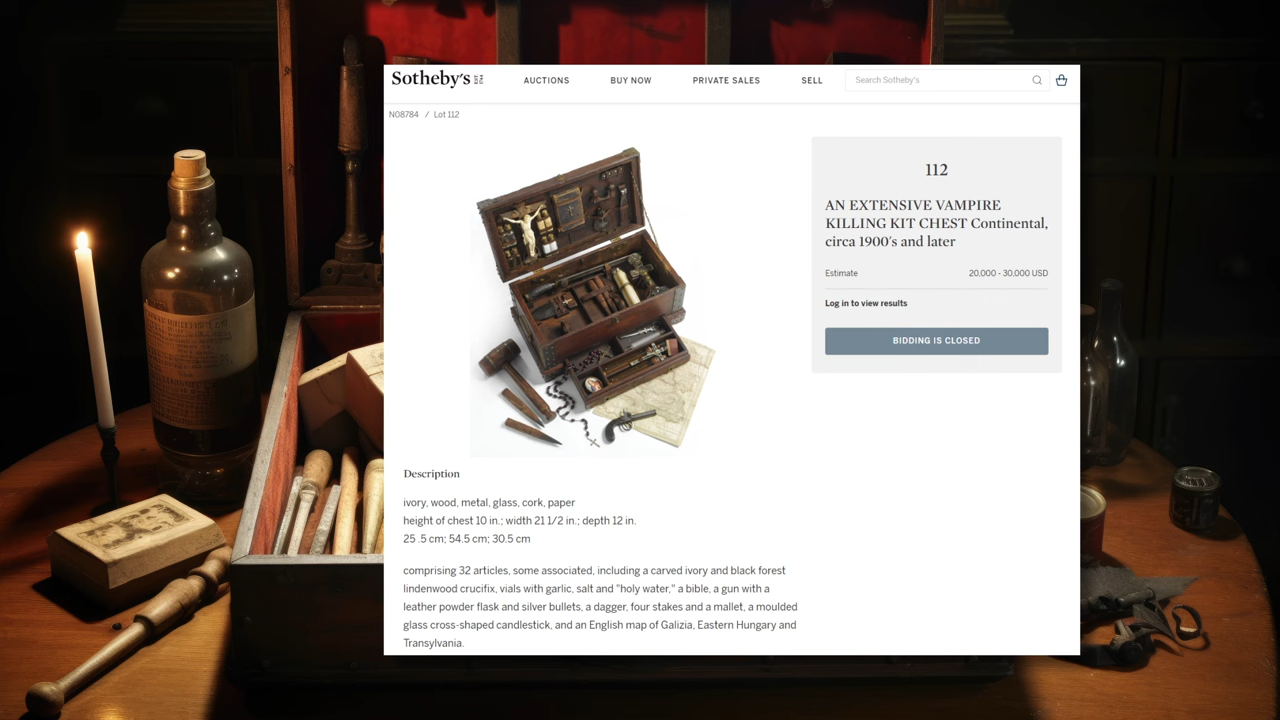 Sotheby's EST. 1744
AUCTIONS
BUY NOW
PRIVATE SALES
SELL
Search Sotheby's
N08784 / Lot 112
112
AN EXTENSIVE VAMPIRE
KILLING KIT CHEST Continental,
circa 1900's and later
Estimate 20,000 - 30,000 USD
Log in to view results
BIDDING IS CLOSED
Description
ivory, wood, metal, glass, cork, paper
height of chest 10 in.; width 21 1/2 in.; depth 12 in.
25 .5 cm; 54.5 cm; 30.5 cm
comprising 32 articles, some associated, including a carved ivory and black forest
lindenwood crucifix, vials with garlic, salt and "holy water," a bible, a gun with a
leather powder flask and silver bullets, a dagger, four stakes and a mallet, a moulded
glass cross-shaped candlestick, and an English map of Galizia, Eastern Hungary and
Transylvania.